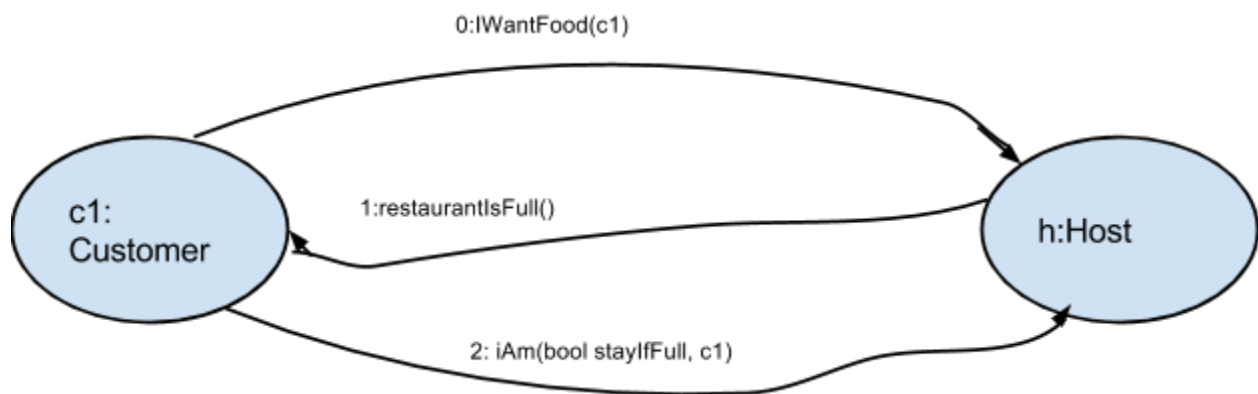 0:IWantFood(c1)
1:restaurantIsFull()
c1:
Customer
h:Host
2: iAm(bool stayIfFull, c1)